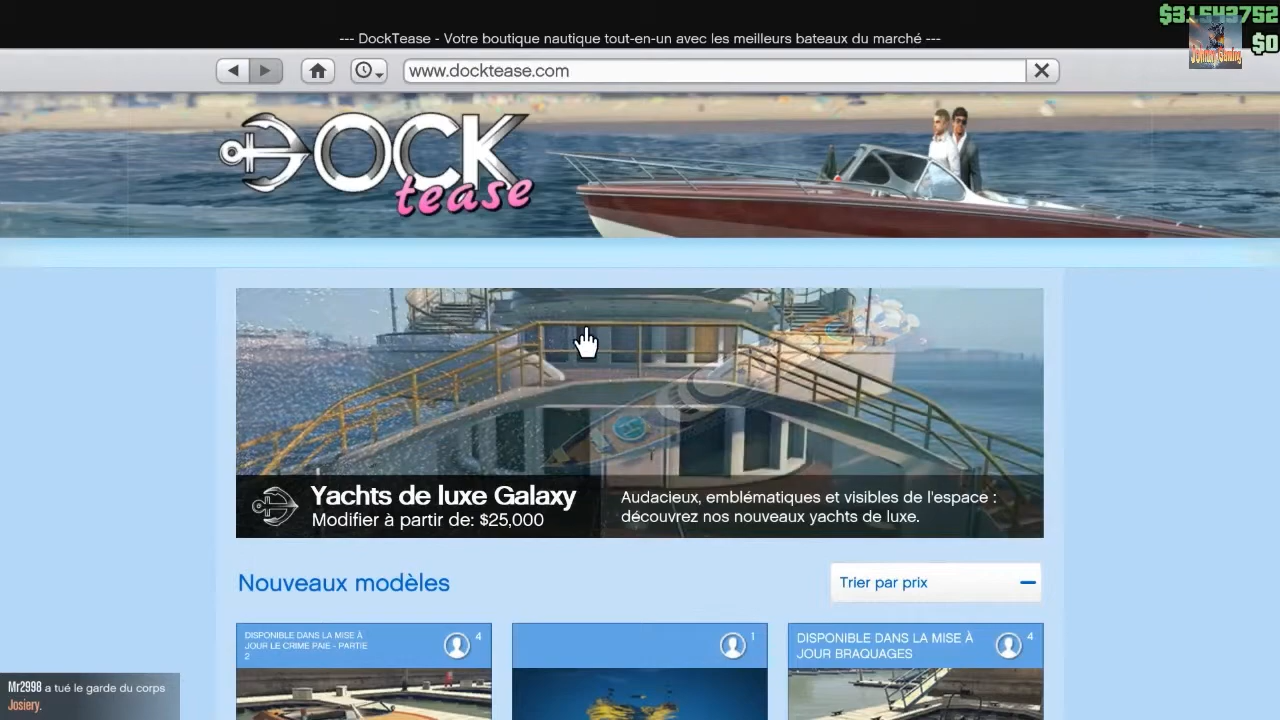 $31543752
$0
--- DockTease - Votre boutique nautique tout-en-un avec les meilleurs bateaux du marché ---
www.docktease.com
DOCK
tease
Yachts de luxe Galaxy
Modifier à partir de: $25,000
Audacieux, emblématiques et visibles de l'espace :
découvrez nos nouveaux yachts de luxe.
Nouveaux modèles
Trier par prix
DISPONIBLE DANS LA MISE À
JOUR LE CRIME PAIE - PARTIE
2
4
1
DISPONIBLE DANS LA MISE À
JOUR BRAQUAGES
4
Mr2998 a tué le garde du corps
Josiery.